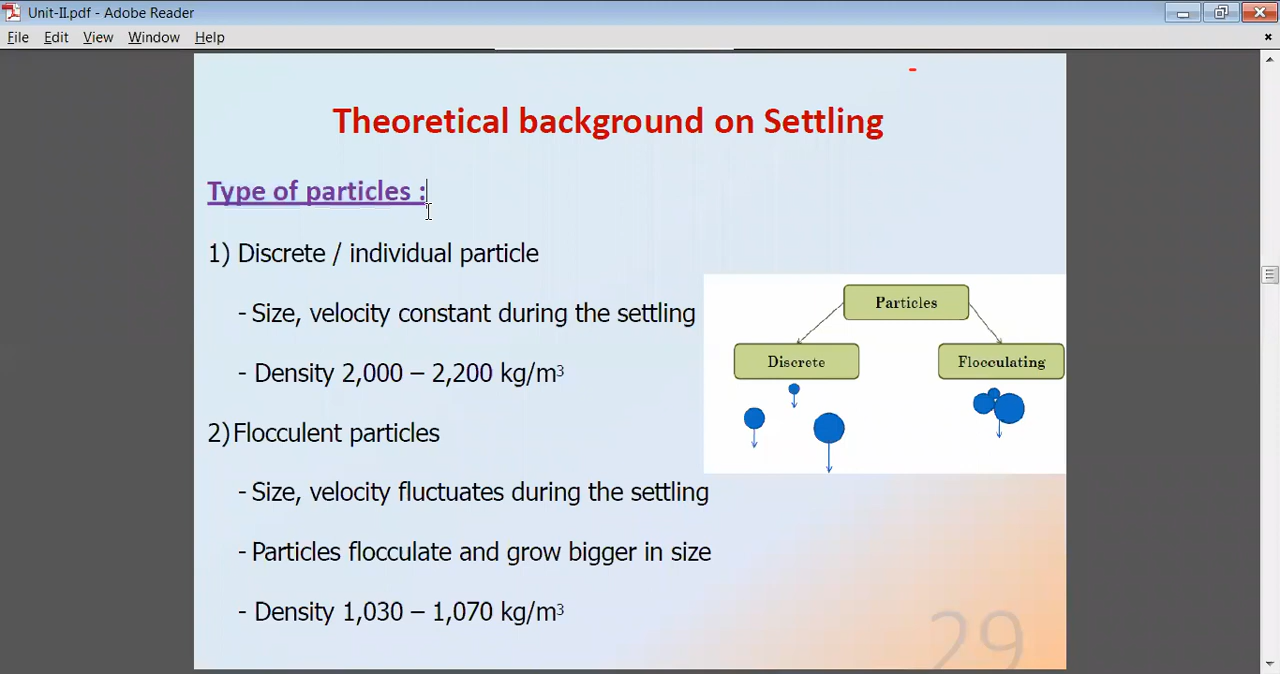 Unit-II.pdf - Adobe Reader
File Edit View Window Help
Theoretical background on Settling
Type of particles :
1) Discrete / individual particle
- Size, velocity constant during the settling
- Density 2,000 – 2,200 kg/m³
2) Flocculent particles
- Size, velocity fluctuates during the settling
- Particles flocculate and grow bigger in size
- Density 1,030 – 1,070 kg/m³
Particles
Discrete
Flocculating
29